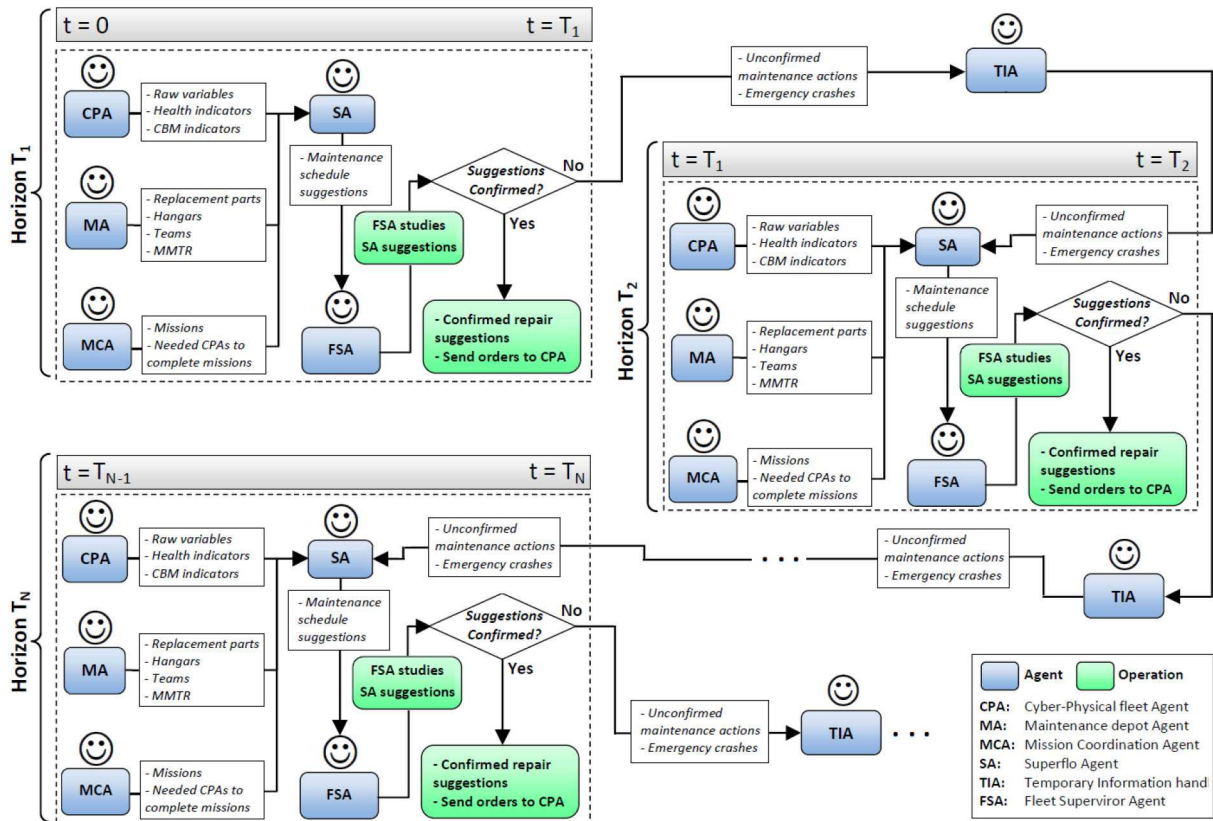 t = 0 t = T1
Horizon T1
CPA
- Raw variables
- Health indicators
- CBM indicators
SA
MA
- Replacement parts
- Hangars
- Teams
- MMTR
- Maintenance
schedule
suggestions
MCA
- Missions
- Needed CPAs to
complete missions
FSA
FSA studies
SA suggestions
Suggestions
Confirmed?
No
Yes
- Confirmed repair
suggestions
- Send orders to CPA
- Unconfirmed
maintenance actions
- Emergency crashes
TIA
t = T1 t = T2
Horizon T2
CPA
- Raw variables
- Health indicators
- CBM indicators
SA
- Unconfirmed
maintenance actions
- Emergency crashes
MA
- Replacement parts
- Hangars
- Teams
- MMTR
- Maintenance
schedule
suggestions
MCA
- Missions
- Needed CPAs to
complete missions
FSA
FSA studies
SA suggestions
Suggestions
Confirmed?
No
Yes
- Confirmed repair
suggestions
- Send orders to CPA
TIA
- Unconfirmed
maintenance actions
- Emergency crashes
. . .
t = TN-1 t = TN
Horizon TN
CPA
- Raw variables
- Health indicators
- CBM indicators
SA
- Unconfirmed
maintenance actions
- Emergency crashes
MA
- Replacement parts
- Hangars
- Teams
- MMTR
- Maintenance
schedule
suggestions
MCA
- Missions
- Needed CPAs to
complete missions
FSA
FSA studies
SA suggestions
Suggestions
Confirmed?
No
Yes
- Confirmed repair
suggestions
- Send orders to CPA
- Unconfirmed
maintenance actions
- Emergency crashes
TIA
. . .
Agent Operation
CPA: Cyber-Physical fleet Agent
MA: Maintenance depot Agent
MCA: Mission Coordination Agent
SA: Superflo Agent
TIA: Temporary Information handl
FSA: Fleet Superviror Agent